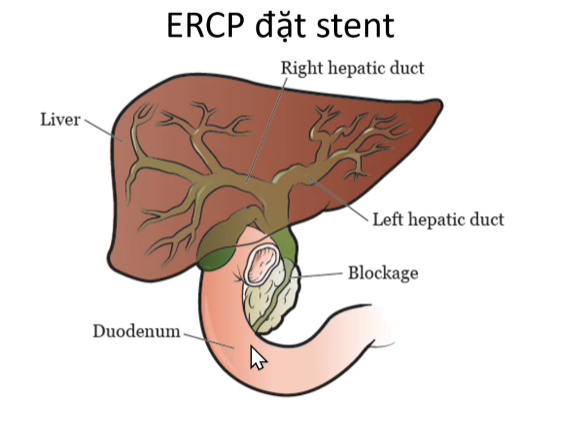 ERCP đặt stent
Right hepatic duct
Liver
Left hepatic duct
Blockage
Duodenum